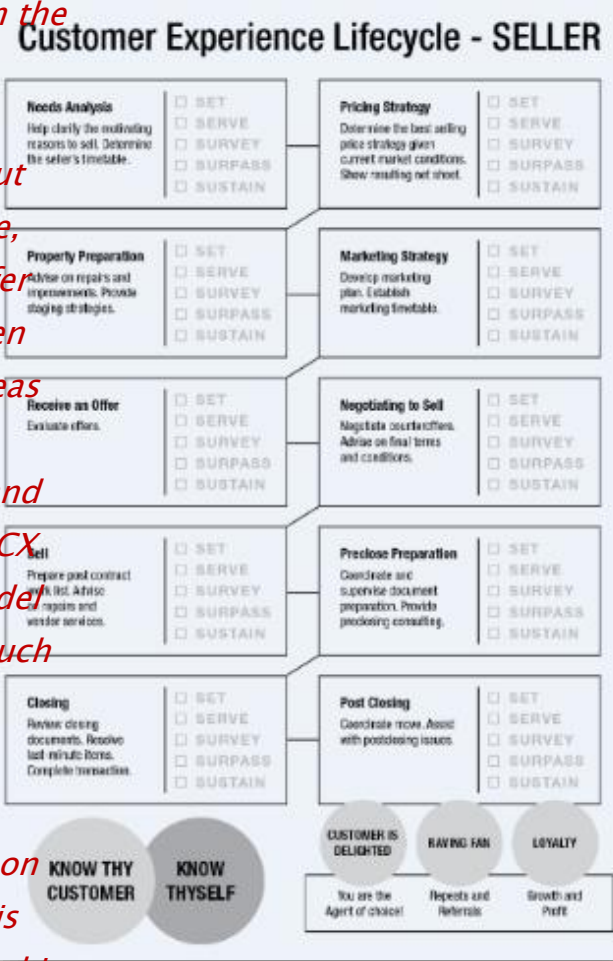 n the
Customer Experience Lifecycle - SELLER
Needs Analysis
Help clarify the motivating
reasons to sell. Determine
the seller's timetable.
☐ SET
☐ SERVE
☐ SURVEY
☐ SURPASS
☐ SUSTAIN
Pricing Strategy
Determine the best selling
price strategy given
current market conditions.
Show resulting net sheet.
☐ SET
☐ SERVE
☐ SURVEY
☐ SURPASS
☐ SUSTAIN
ut
e,
fer
en
Property Preparation
Advise on repairs and
improvements. Provide
staging strategies.
☐ SET
☐ SERVE
☐ SURVEY
☐ SURPASS
☐ SUSTAIN
Marketing Strategy
Develop marketing
plan. Establish
marketing timetable.
☐ SET
☐ SERVE
☐ SURVEY
☐ SURPASS
☐ SUSTAIN
eas
Receive an Offer
Evaluate offers.
☐ SET
☐ SERVE
☐ SURVEY
☐ SURPASS
☐ SUSTAIN
Negotiating to Sell
Negotiate counteroffers.
Advise on final terms
and conditions.
☐ SET
☐ SERVE
☐ SURVEY
☐ SURPASS
☐ SUSTAIN
nd
CX
del
uch
Sell
Prepare post contract
work list. Advise
on repairs and
vendor services.
☐ SET
☐ SERVE
☐ SURVEY
☐ SURPASS
☐ SUSTAIN
Preclose Preparation
Coordinate and
supervise document
preparation. Provide
preclosing consulting.
☐ SET
☐ SERVE
☐ SURVEY
☐ SURPASS
☐ SUSTAIN
Closing
Review closing
documents. Resolve
last-minute items.
Complete transaction.
☐ SET
☐ SERVE
☐ SURVEY
☐ SURPASS
☐ SUSTAIN
Post Closing
Coordinate move. Assist
with postclosing issues.
☐ SET
☐ SERVE
☐ SURVEY
☐ SURPASS
☐ SUSTAIN
on
is
KNOW THY
CUSTOMER
KNOW
THYSELF
CUSTOMER IS
DELIGHTED
You are the
Agent of choice!
RAVING FAN
Repeats and
Referrals
LOYALTY
Growth and
Profit